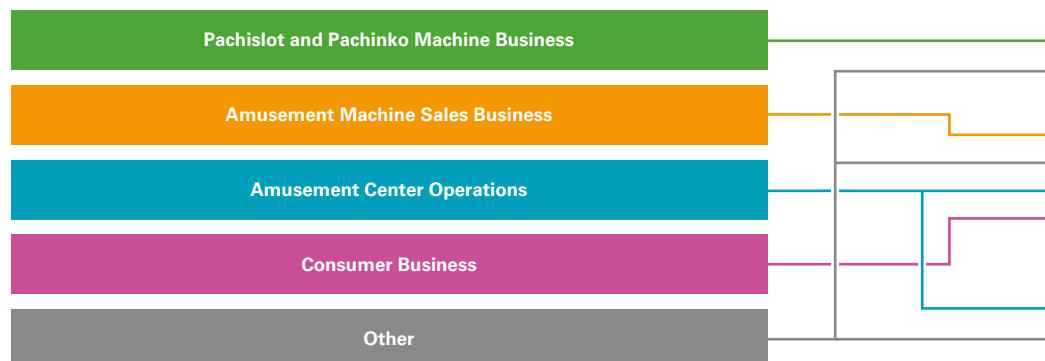 Pachislot and Pachinko Machine Business
Amusement Machine Sales Business
Amusement Center Operations
Consumer Business
Other